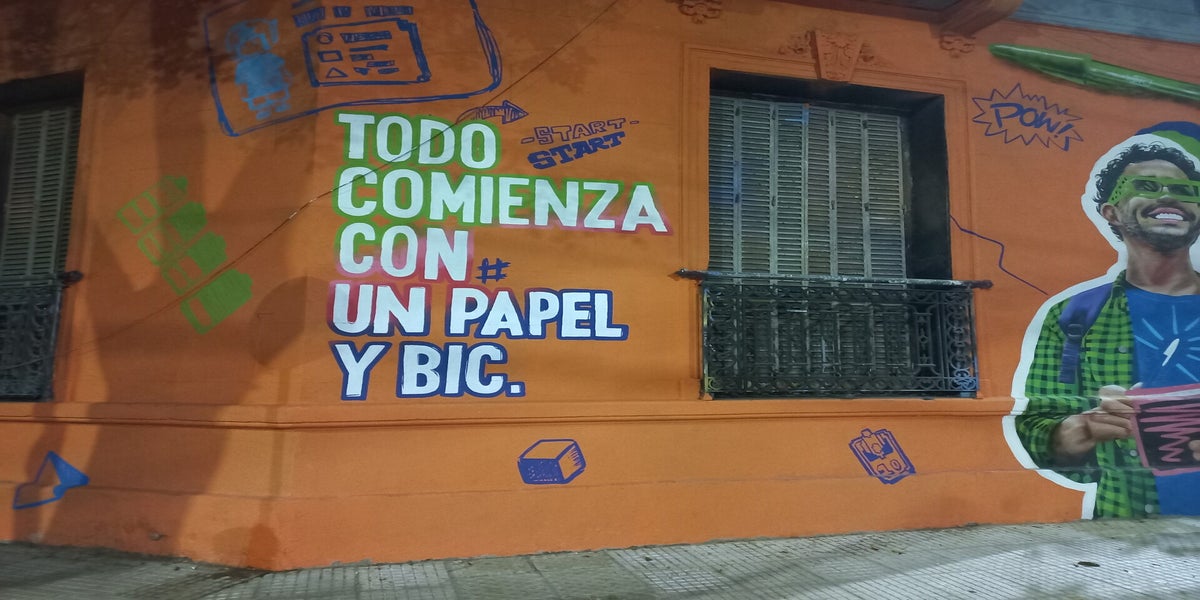 TODO
COMIENZA
CON
#
UN PAPEL
Y BIC.
-START-
START
POW!